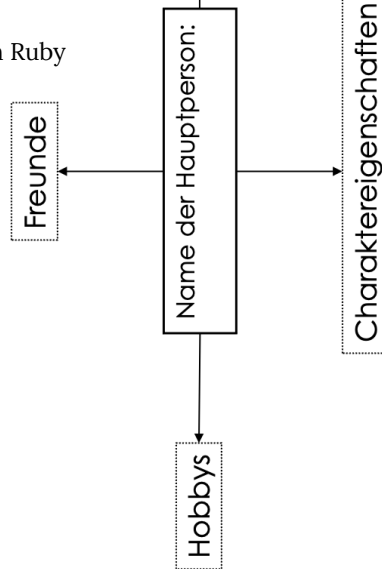 Ruby
Freunde
Name der Hauptperson:
Charaktereigenschaften
Hobbys